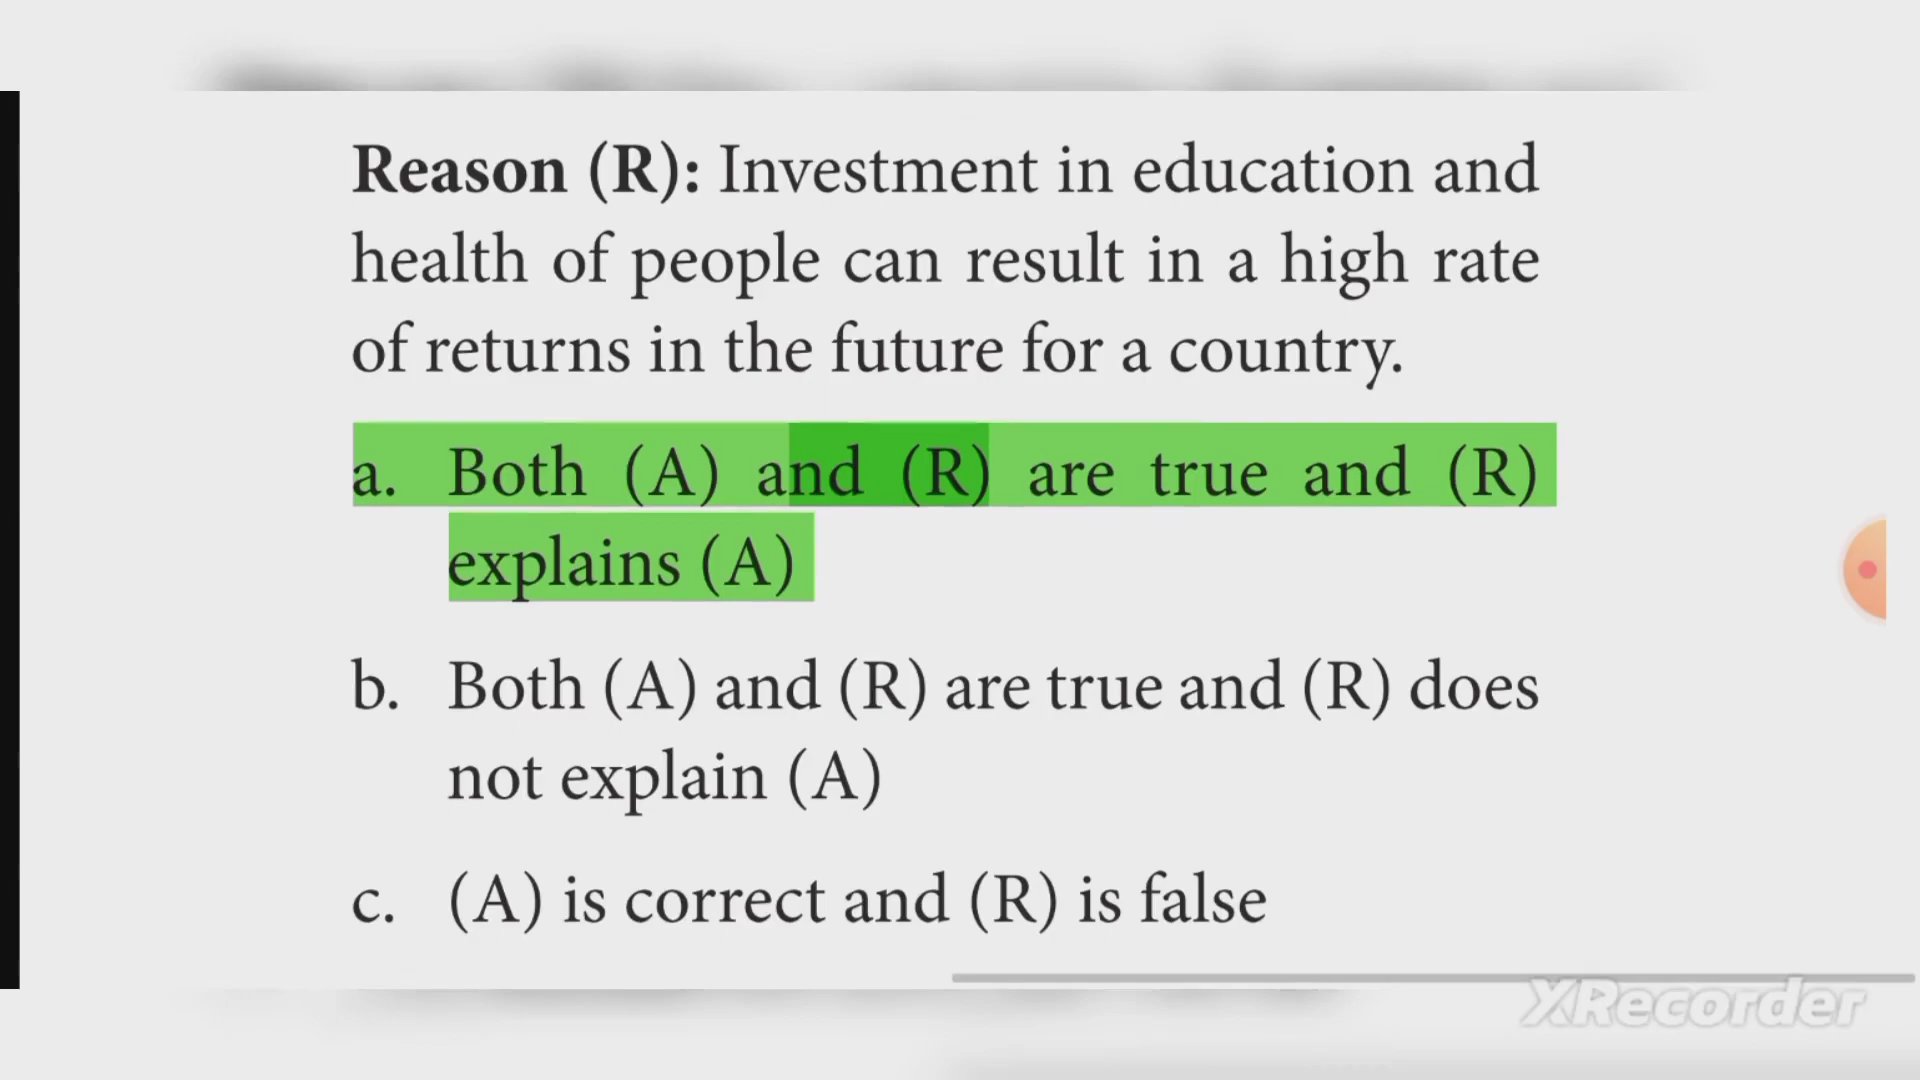 Reason (R): Investment in education and
health of people can result in a high rate
of returns in the future for a country.
a. Both (A) and (R) are true and (R)
explains (A)
b. Both (A) and (R) are true and (R) does
not explain (A)
c. (A) is correct and (R) is false
XRecorder